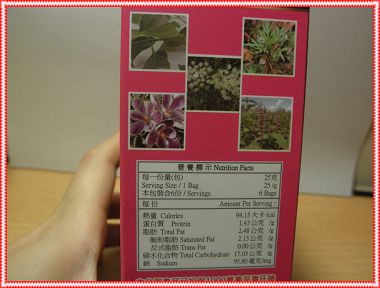 營養標示 Nutrition Facts
每一份量(包) 25克
Serving Size / 1 Bag 25 /g
本包裝含6份 / Servings 6 Bags
每份 Amount Per Serving :
熱量 Calories 94.15 大卡 /cal
蛋白質 Protein 1.43 公克 /g
脂肪 Total Fat 2.48 公克 /g
飽和脂肪 Saturated Fat 2.13 公克 /g
反式脂肪 Trans Fat 0.00 公克 /g
碳水化合物 Total Carbohydrate 17.03 公克 /g
鈉 Sodium 95.80 毫克/mg